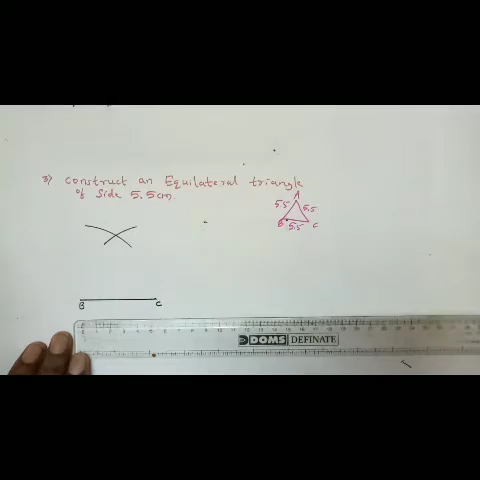 3) Construct an Equilateral triangle
of side 5.5cm.
A
5.5 5.5
B 5.5 C
B C
DOMS DEFINATE